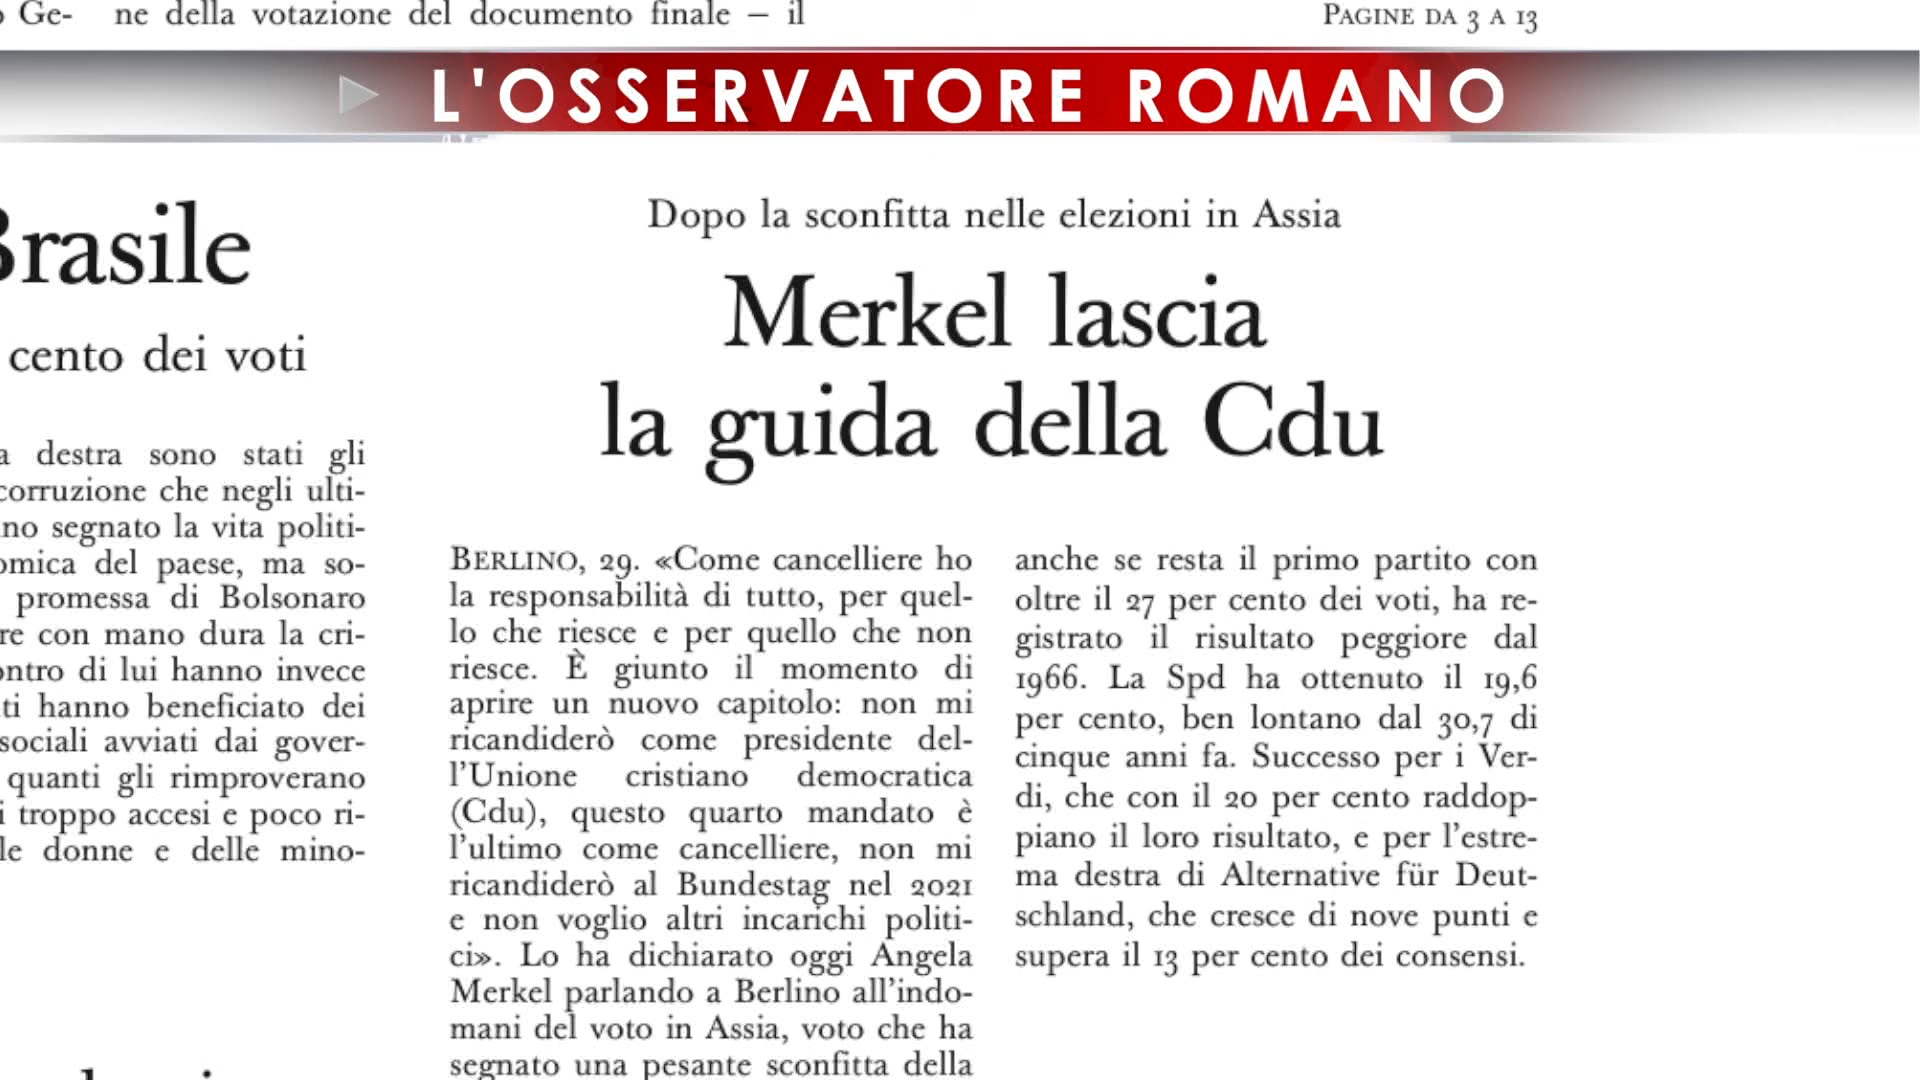 Ge- ne della votazione del documento finale – il
PAGINE DA 3 A 13
L'OSSERVATORE ROMANO
Brasile
cento dei voti
a destra sono stati gli
corruzione che negli ulti-
no segnato la vita politi-
omica del paese, ma so-
promessa di Bolsonaro
re con mano dura la cri-
ontro di lui hanno invece
ti hanno beneficiato dei
sociali avviati dai gover-
quanti gli rimproverano
i troppo accesi e poco ri-
le donne e delle mino-
Dopo la sconfitta nelle elezioni in Assia
Merkel lascia
la guida della Cdu
BERLINO, 29. «Come cancelliere ho
la responsabilità di tutto, per quel-
lo che riesce e per quello che non
riesce. È giunto il momento di
aprire un nuovo capitolo: non mi
ricandiderò come presidente del-
l'Unione cristiano democratica
(Cdu), questo quarto mandato è
l'ultimo come cancelliere, non mi
ricandiderò al Bundestag nel 2021
e non voglio altri incarichi politi-
ci». Lo ha dichiarato oggi Angela
Merkel parlando a Berlino all'indo-
mani del voto in Assia, voto che ha
segnato una pesante sconfitta della
anche se resta il primo partito con
oltre il 27 per cento dei voti, ha re-
gistrato il risultato peggiore dal
1966. La Spd ha ottenuto il 19,6
per cento, ben lontano dal 30,7 di
cinque anni fa. Successo per i Ver-
di, che con il 20 per cento raddop-
piano il loro risultato, e per l'estre-
ma destra di Alternative für Deut-
schland, che cresce di nove punti e
supera il 13 per cento dei consensi.